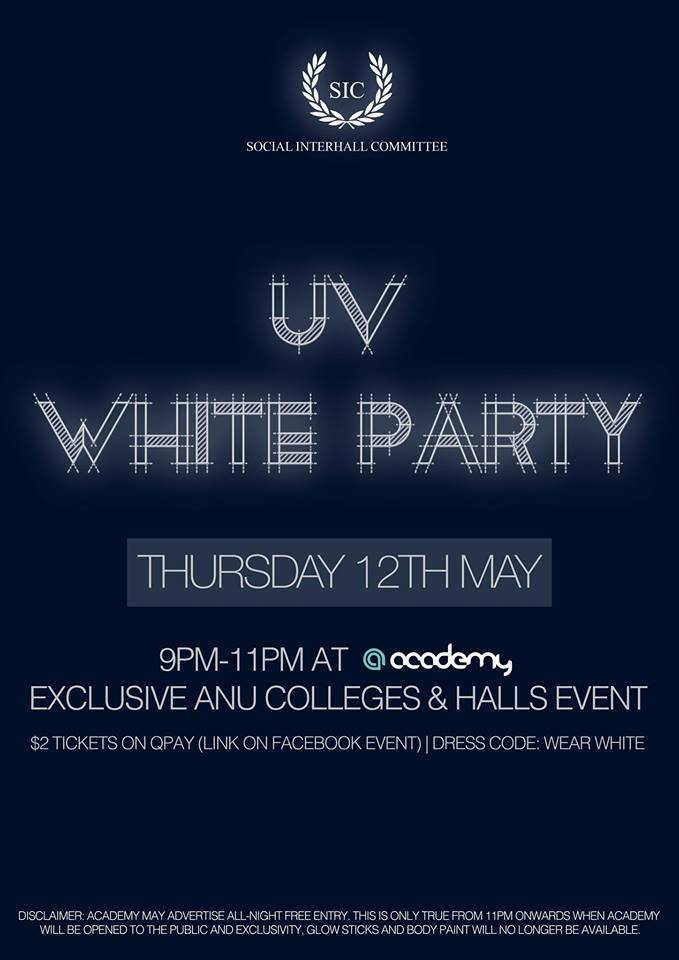 SIC
SOCIAL INTERHALL COMMITTEE
UV
WHITE PARTY
THURSDAY 12TH MAY
9PM-11PM AT @ academy
EXCLUSIVE ANU COLLEGES & HALLS EVENT
$2 TICKETS ON QPAY (LINK ON FACEBOOK EVENT) | DRESS CODE: WEAR WHITE
DISCLAIMER: ACADEMY MAY ADVERTISE ALL-NIGHT FREE ENTRY. THIS IS ONLY TRUE FROM 11PM ONWARDS WHEN ACADEMY
WILL BE OPENED TO THE PUBLIC AND EXCLUSIVITY, GLOW STICKS AND BODY PAINT WILL NO LONGER BE AVAILABLE.